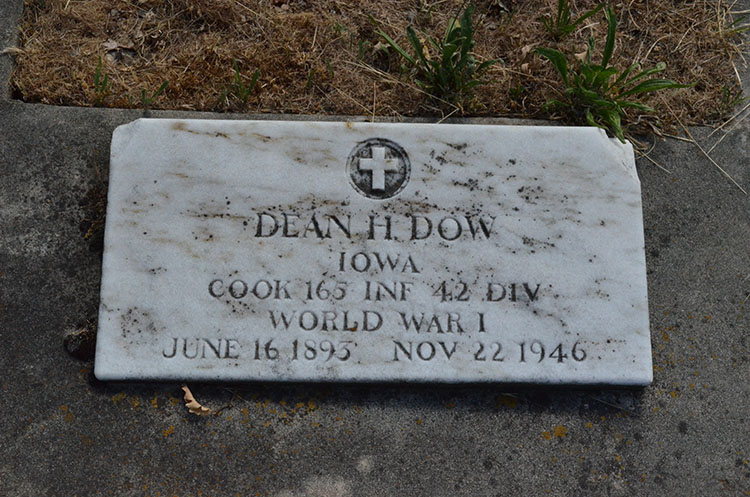 DEAN H. DOW
IOWA
COOK 165 INF 42 DIV
WORLD WAR I
JUNE 16 1893 NOV 22 1946